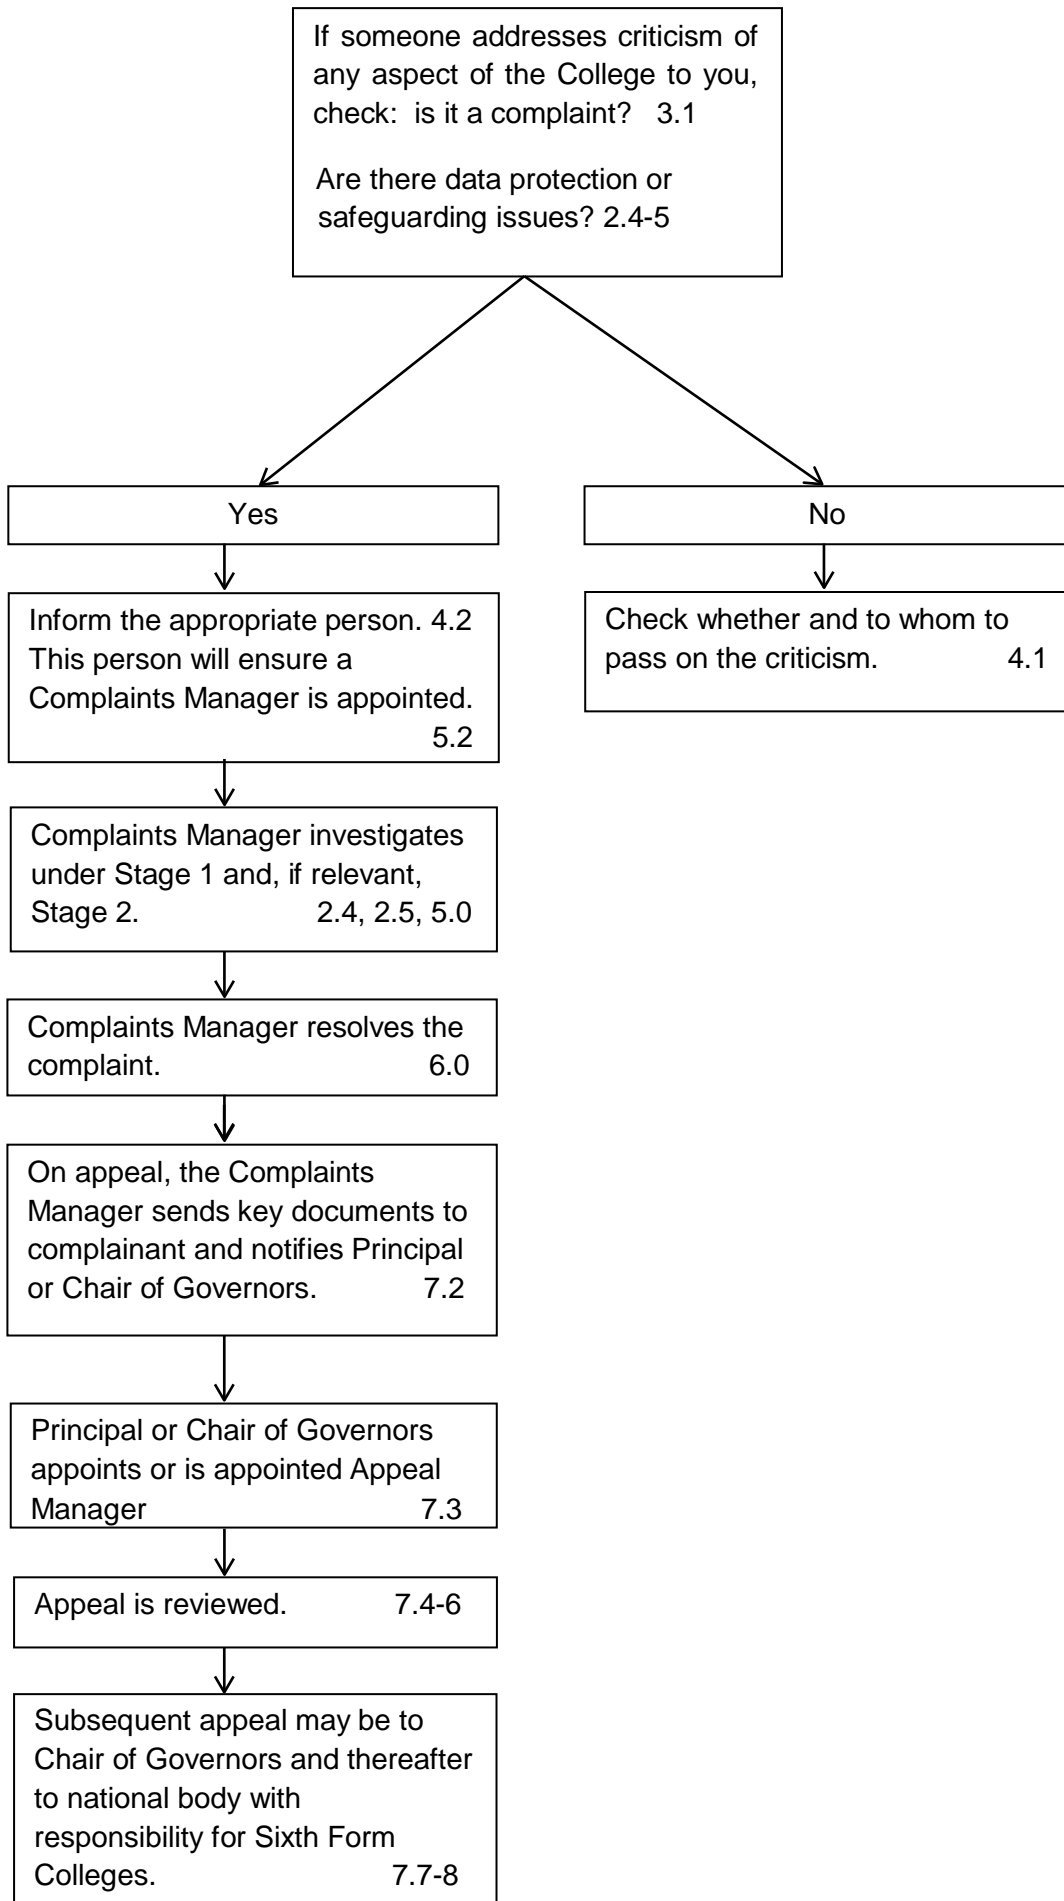 If someone addresses criticism of
any aspect of the College to you,
check: is it a complaint? 3.1
Are there data protection or
safeguarding issues? 2.4-5
Yes
No
Inform the appropriate person. 4.2
This person will ensure a
Complaints Manager is appointed.
5.2
Check whether and to whom to
pass on the criticism. 4.1
Complaints Manager investigates
under Stage 1 and, if relevant,
Stage 2. 2.4, 2.5, 5.0
Complaints Manager resolves the
complaint. 6.0
On appeal, the Complaints
Manager sends key documents to
complainant and notifies Principal
or Chair of Governors. 7.2
Principal or Chair of Governors
appoints or is appointed Appeal
Manager 7.3
Appeal is reviewed. 7.4-6
Subsequent appeal may be to
Chair of Governors and thereafter
to national body with
responsibility for Sixth Form
Colleges. 7.7-8